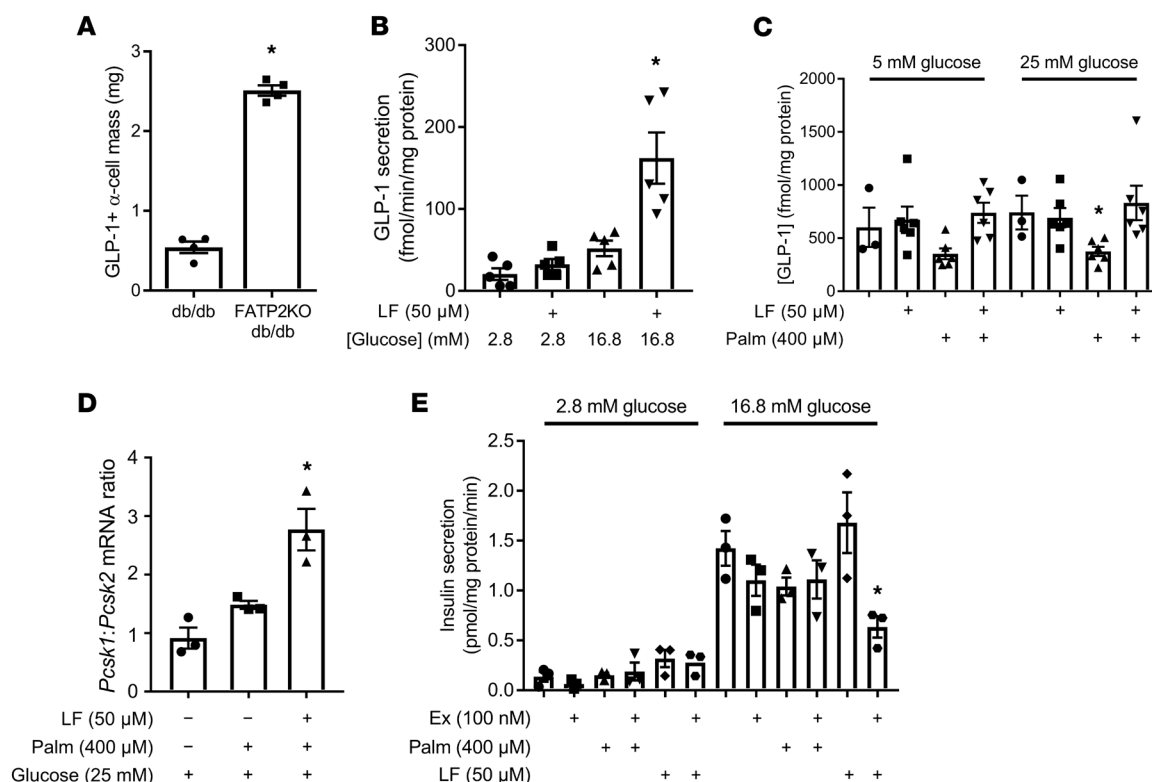 A
GLP-1+ α-cell mass (mg)
3
2
1
0
*
db/db
FATP2KO
db/db
B
GLP-1 secretion
(fmol/min/mg protein)
300
200
100
0
*
LF (50 µM)
+ +
[Glucose] (mM)
2.8 2.8 16.8 16.8
C
5 mM glucose
25 mM glucose
[GLP-1] (fmol/mg protein)
2000
1500
1000
500
0
*
LF (50 µM)
+ + + +
Palm (400 µM)
+ + + +
D
Pcsk1:Pcsk2 mRNA ratio
4
3
2
1
0
*
LF (50 µM)
– – +
Palm (400 µM)
– + +
Glucose (25 mM)
+ + +
E
2.8 mM glucose
16.8 mM glucose
Insulin secretion
(pmol/mg protein/min)
2.5
2.0
1.5
1.0
0.5
0.0
*
Ex (100 nM)
+ + + + + +
Palm (400 µM)
+ + + +
LF (50 µM)
+ + + +